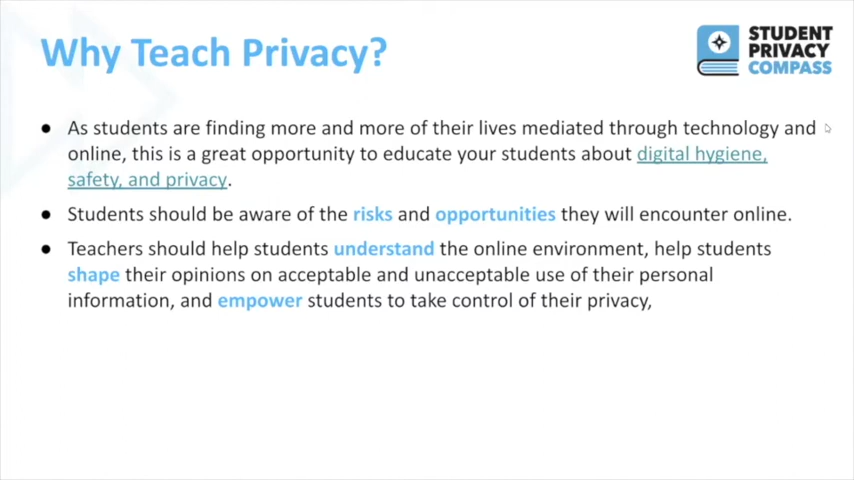 Why Teach Privacy?
STUDENT
PRIVACY
COMPASS
● As students are finding more and more of their lives mediated through technology and
online, this is a great opportunity to educate your students about digital hygiene,
safety, and privacy.
● Students should be aware of the risks and opportunities they will encounter online.
● Teachers should help students understand the online environment, help students
shape their opinions on acceptable and unacceptable use of their personal
information, and empower students to take control of their privacy,